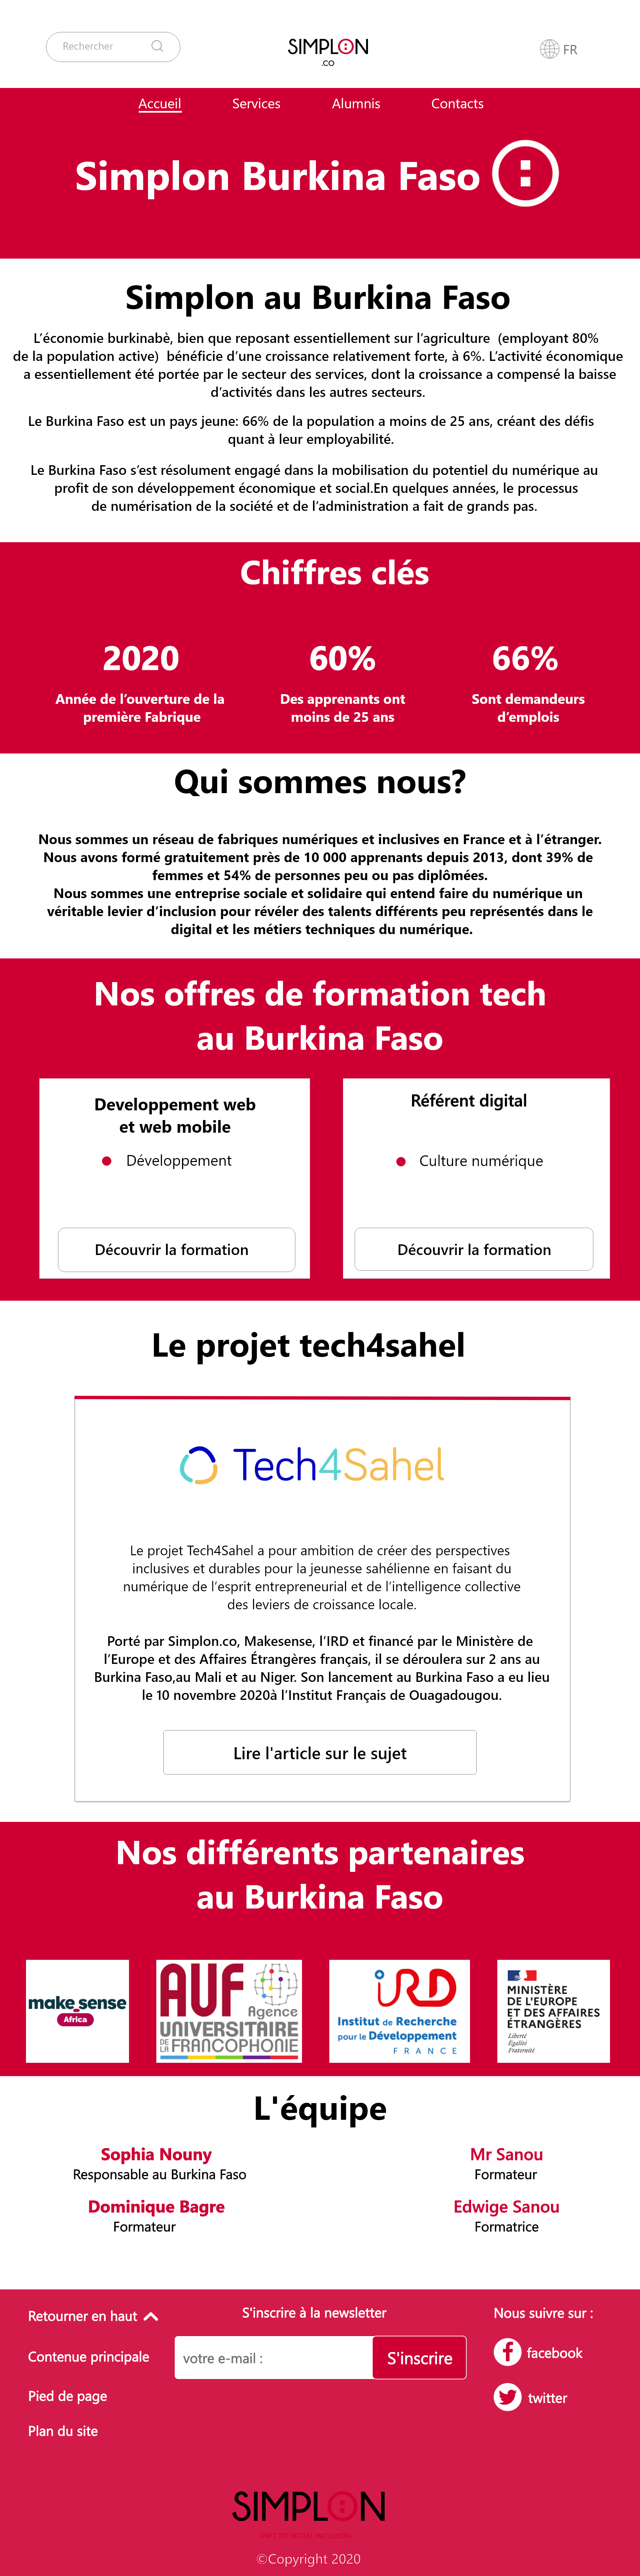 Rechercher
SIMPLON
.CO
FR
Accueil
Services
Alumnis
Contacts
Simplon Burkina Faso
Simplon au Burkina Faso
L’économie burkinabè, bien que reposant essentiellement sur l’agriculture (employant 80%
de la population active) bénéficie d’une croissance relativement forte, à 6%. L’activité économique
a essentiellement été portée par le secteur des services, dont la croissance a compensé la baisse
d’activités dans les autres secteurs.
Le Burkina Faso est un pays jeune: 66% de la population a moins de 25 ans, créant des défis
quant à leur employabilité.
Le Burkina Faso s’est résolument engagé dans la mobilisation du potentiel du numérique au
profit de son développement économique et social.En quelques années, le processus
de numérisation de la société et de l’administration a fait de grands pas.
Chiffres clés
2020
Année de l’ouverture de la
première Fabrique
60%
Des apprenants ont
moins de 25 ans
66%
Sont demandeurs
d’emplois
Qui sommes nous?
Nous sommes un réseau de fabriques numériques et inclusives en France et à l’étranger.
Nous avons formé gratuitement près de 10 000 apprenants depuis 2013, dont 39% de
femmes et 54% de personnes peu ou pas diplômées.
Nous sommes une entreprise sociale et solidaire qui entend faire du numérique un
véritable levier d’inclusion pour révéler des talents différents peu représentés dans le
digital et les métiers techniques du numérique.
Nos offres de formation tech
au Burkina Faso
Developpement web
et web mobile
Développement
Découvrir la formation
Référent digital
Culture numérique
Découvrir la formation
Le projet tech4sahel
Tech4Sahel
Le projet Tech4Sahel a pour ambition de créer des perspectives
inclusives et durables pour la jeunesse sahélienne en faisant du
numérique de l’esprit entrepreneurial et de l’intelligence collective
des leviers de croissance locale.
Porté par Simplon.co, Makesense, l’IRD et financé par le Ministère de
l’Europe et des Affaires Étrangères français, il se déroulera sur 2 ans au
Burkina Faso,au Mali et au Niger. Son lancement au Burkina Faso a eu lieu
le 10 novembre 2020à l’Institut Français de Ouagadougou.
Lire l'article sur le sujet
Nos différents partenaires
au Burkina Faso
make sense
Africa
AUF
Agence
UNIVERSITAIRE
DE LA FRANCOPHONIE
IRD
Institut de Recherche
pour le Développement
FRANCE
MINISTÈRE
DE L'EUROPE
ET DES AFFAIRES
ÉTRANGÈRES
Liberté
Égalité
Fraternité
L'équipe
Sophia Nouny
Responsable au Burkina Faso
Mr Sanou
Formateur
Dominique Bagre
Formateur
Edwige Sanou
Formatrice
Retourner en haut
Contenue principale
Pied de page
Plan du site
S'inscrire à la newsletter
votre e-mail :
S'inscrire
Nous suivre sur :
facebook
twitter
SIMPLON
©Copyright 2020